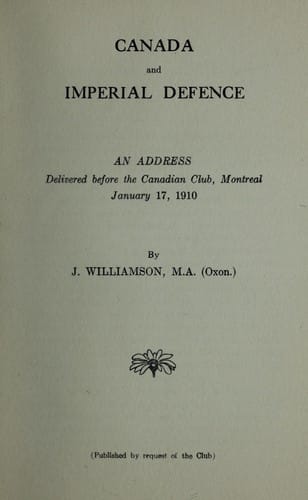 CANADA
and
IMPERIAL DEFENCE
AN ADDRESS
Delivered before the Canadian Club, Montreal
January 17, 1910
By
J. WILLIAMSON, M.A. (Oxon.)
(Published by request of the Club)